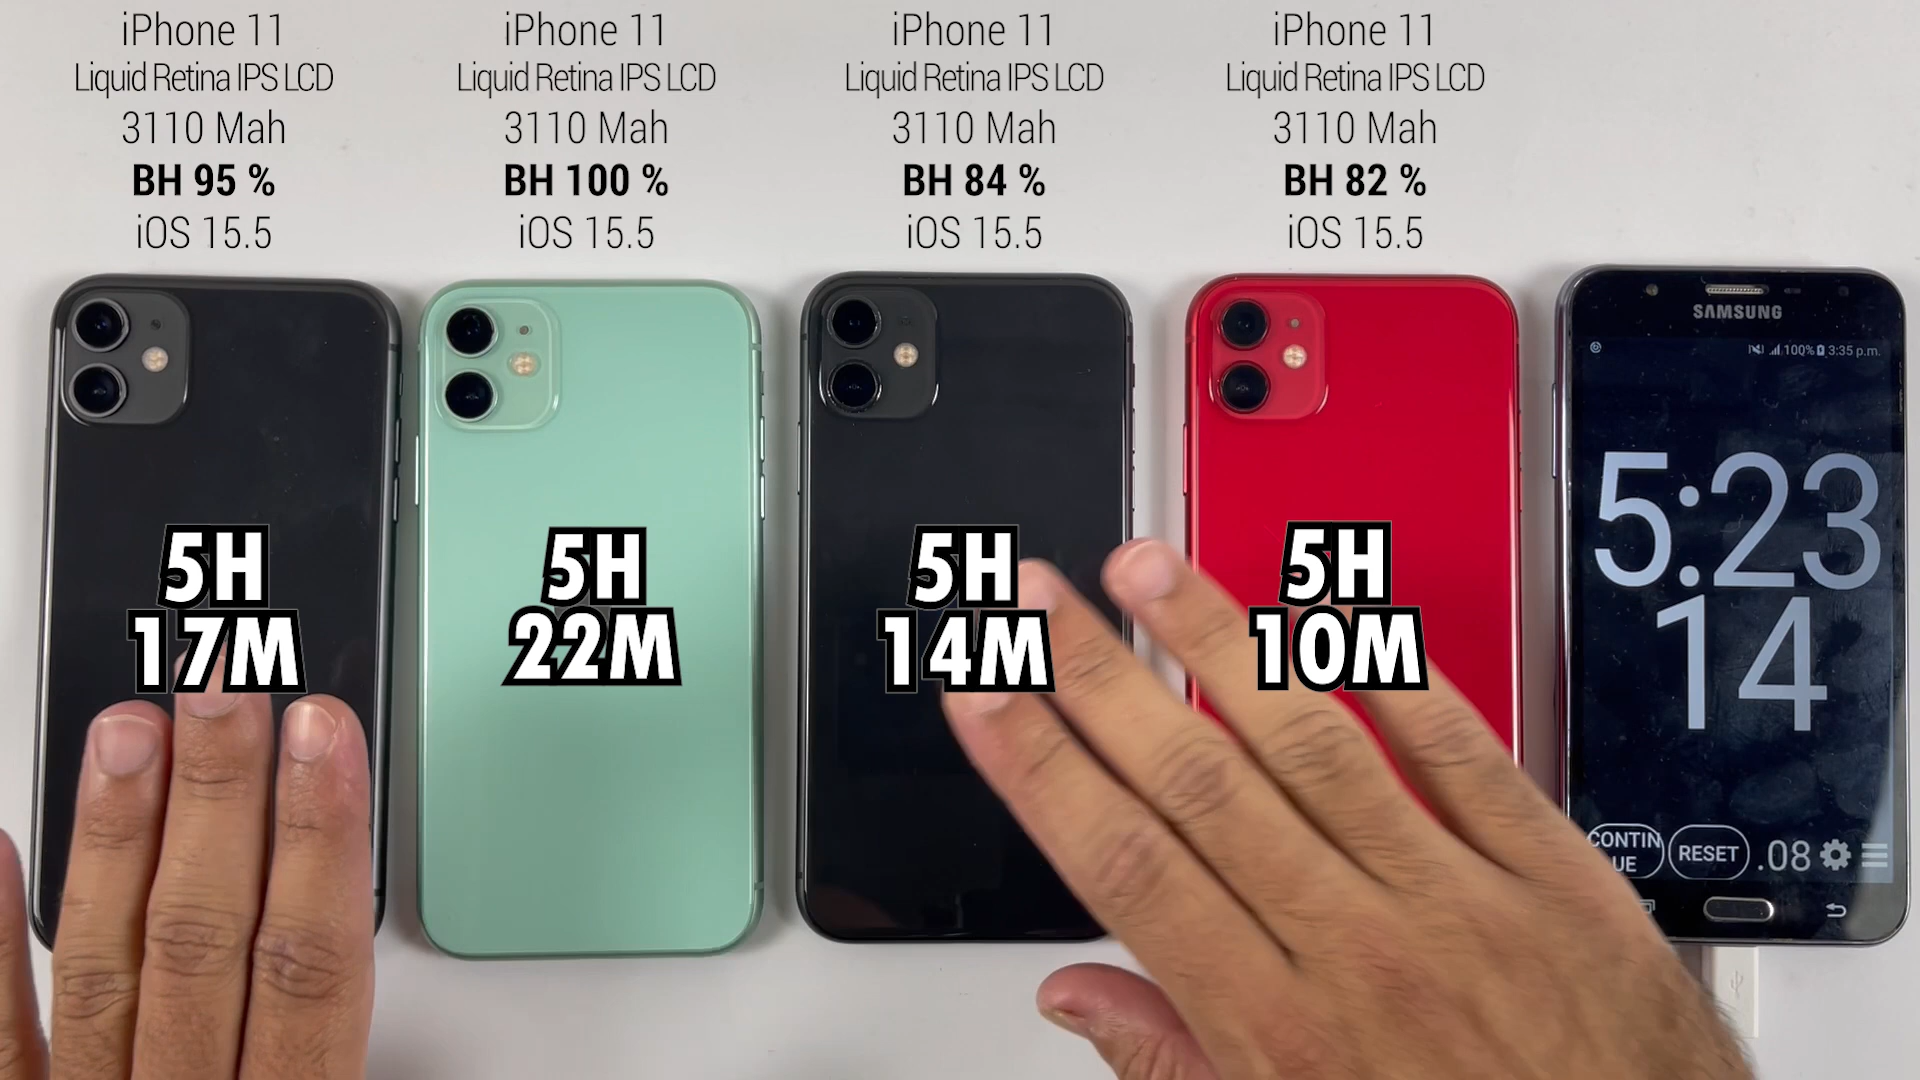 iPhone 11
Liquid Retina IPS LCD
3110 Mah
BH 95 %
iOS 15.5
iPhone 11
Liquid Retina IPS LCD
3110 Mah
BH 100 %
iOS 15.5
iPhone 11
Liquid Retina IPS LCD
3110 Mah
BH 84 %
iOS 15.5
iPhone 11
Liquid Retina IPS LCD
3110 Mah
BH 82 %
iOS 15.5
5H
17M
5H
22M
5H
14M
5H
10M
SAMSUNG
100% 3:35 p.m.
5:23
14
CONTIN
UE
RESET
.08